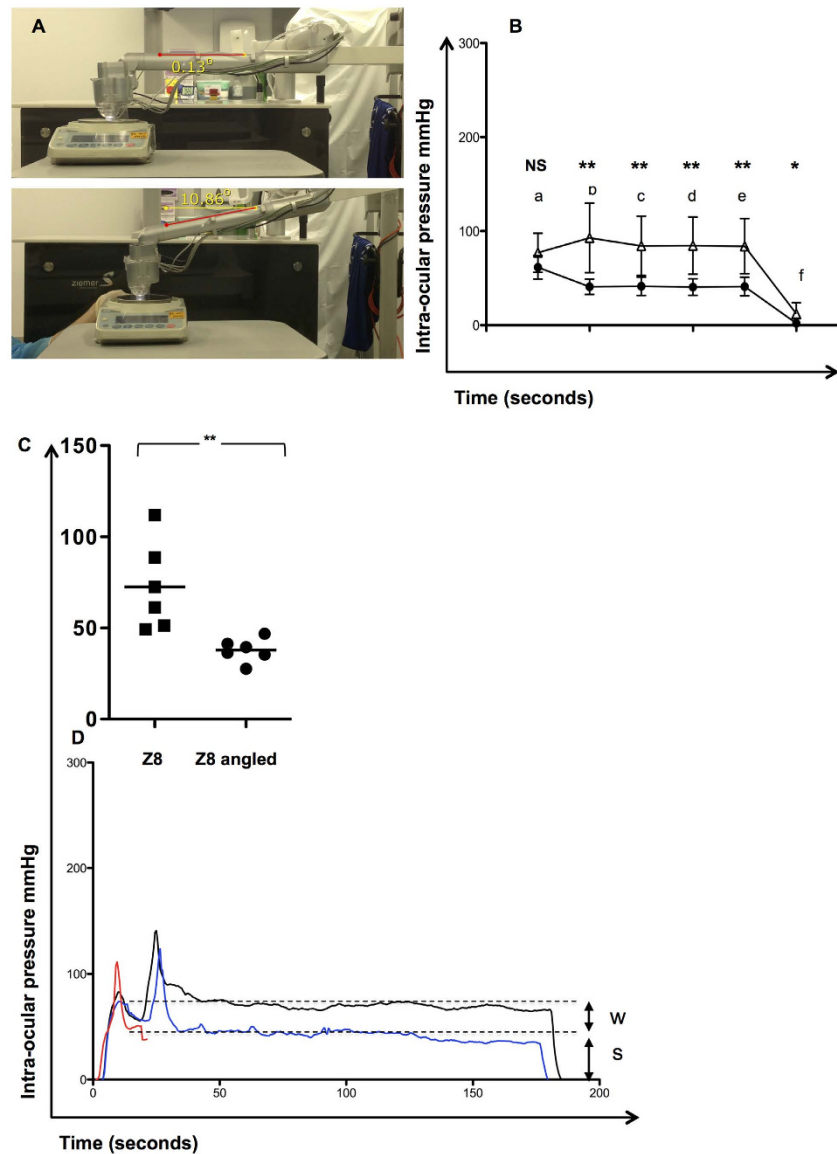 A
0.13°
10.86°
ziemer
B
Intra-ocular pressure mmHg
300
200
100
0
NS
**
**
**
**
*
a
b
c
d
e
f
Time (seconds)
C
150
100
50
0
**
Z8
Z8 angled
D
Intra-ocular pressure mmHg
300
200
100
0
W
S
0
50
100
150
200
Time (seconds)